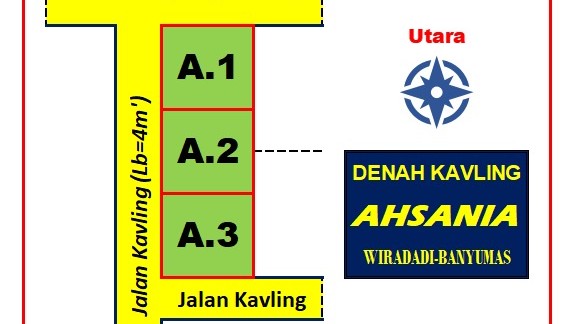 A.1
A.2
A.3
Jalan Kavling (Lb=4m')
Jalan Kavling
Utara
DENAH KAVLING
AHSANIA
WIRADADI-BANYUMAS